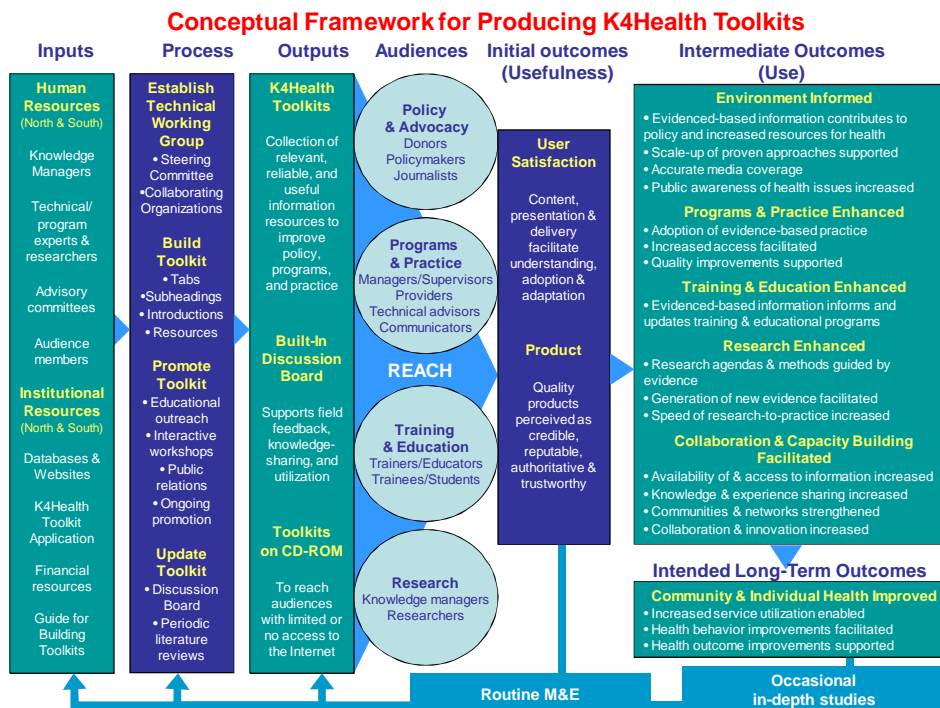 Conceptual Framework for Producing K4Health Toolkits
Inputs
Human
Resources
(North & South)
Knowledge
Managers
Technical/
program
experts &
researchers
Advisory
committees
Audience
members
Institutional
Resources
(North & South)
Databases &
Websites
K4Health
Toolkit
Application
Financial
resources
Guide for
Building
Toolkits
Process
Establish
Technical
Working
Group
• Steering
Committee
•Collaborating
Organizations
Build
Toolkit
• Tabs
•Subheadings
• Introductions
• Resources
Promote
Toolkit
• Educational
outreach
• Interactive
workshops
• Public
relations
• Ongoing
promotion
Update
Toolkit
• Discussion
Board
• Periodic
literature
reviews
Outputs
K4Health
Toolkits
Collection of
relevant,
reliable, and
useful
information
resources to
improve
policy,
programs,
and practice
Built-In
Discussion
Board
Supports field
feedback,
knowledge-
sharing, and
utilization
Toolkits
on CD-ROM
To reach
audiences
with limited or
no access to
the Internet
Audiences
Policy
& Advocacy
Donors
Policymakers
Journalists
Programs
& Practice
Managers/Supervisors
Providers
Technical advisors
Communicators
REACH
Training
& Education
Trainers/Educators
Trainees/Students
Research
Knowledge managers
Researchers
Initial outcomes
(Usefulness)
User
Satisfaction
Content,
presentation &
delivery facilitate
understanding,
adoption &
adaptation
Product
Quality
products
perceived as
credible,
reputable,
authoritative &
trustworthy
Intermediate Outcomes
(Use)
Environment Informed
• Evidenced-based information contributes to
policy and increased resources for health
• Scale-up of proven approaches supported
• Accurate media coverage
• Public awareness of health issues increased
Programs & Practice Enhanced
• Adoption of evidence-based practice
• Increased access facilitated
• Quality improvements supported
Training & Education Enhanced
• Evidenced-based information informs and
updates training & educational programs
Research Enhanced
• Research agendas & methods guided by
evidence
• Generation of new evidence facilitated
• Speed of research-to-practice increased
Collaboration & Capacity Building
Facilitated
• Availability of & access to information increased
• Knowledge & experience sharing increased
• Communities & networks strengthened
• Collaboration & innovation increased
Intended Long-Term Outcomes
Community & Individual Health Improved
• Increased service utilization enabled
• Health behavior improvements facilitated
• Health outcome improvements supported
Routine M&E
Occasional
in-depth studies